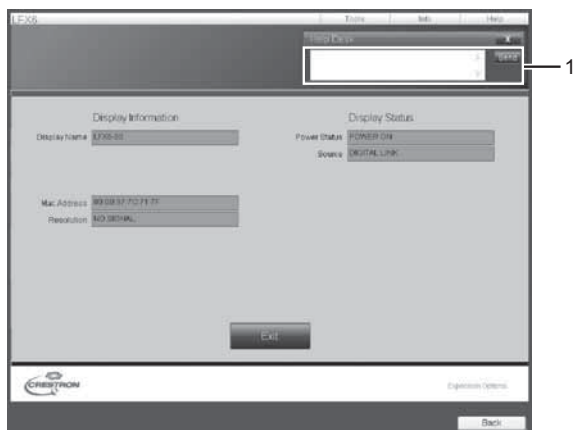 LFX6
Tools Info Help
Help Desk X
Send
1
Display Information
Display Status
Display Name
Power Status POWER ON
Source DIGITAL LINK
Mac Address
Resolution NO SIGNAL
Exit
CRESTRON
Expansion Options
Back